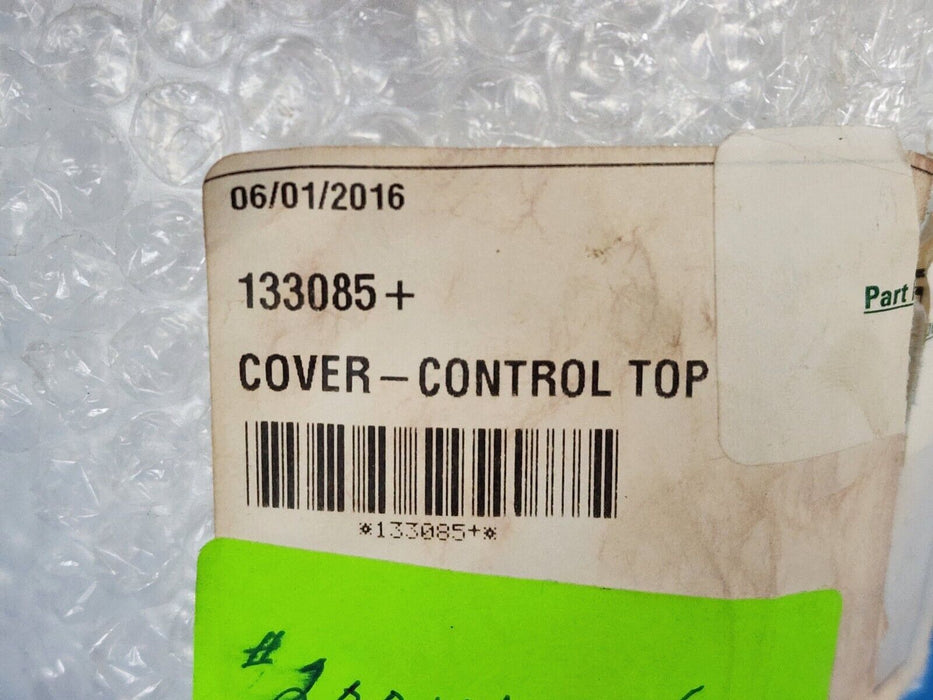 06/01/2016
133085+
Part
COVER – CONTROL TOP
*133085+*
#